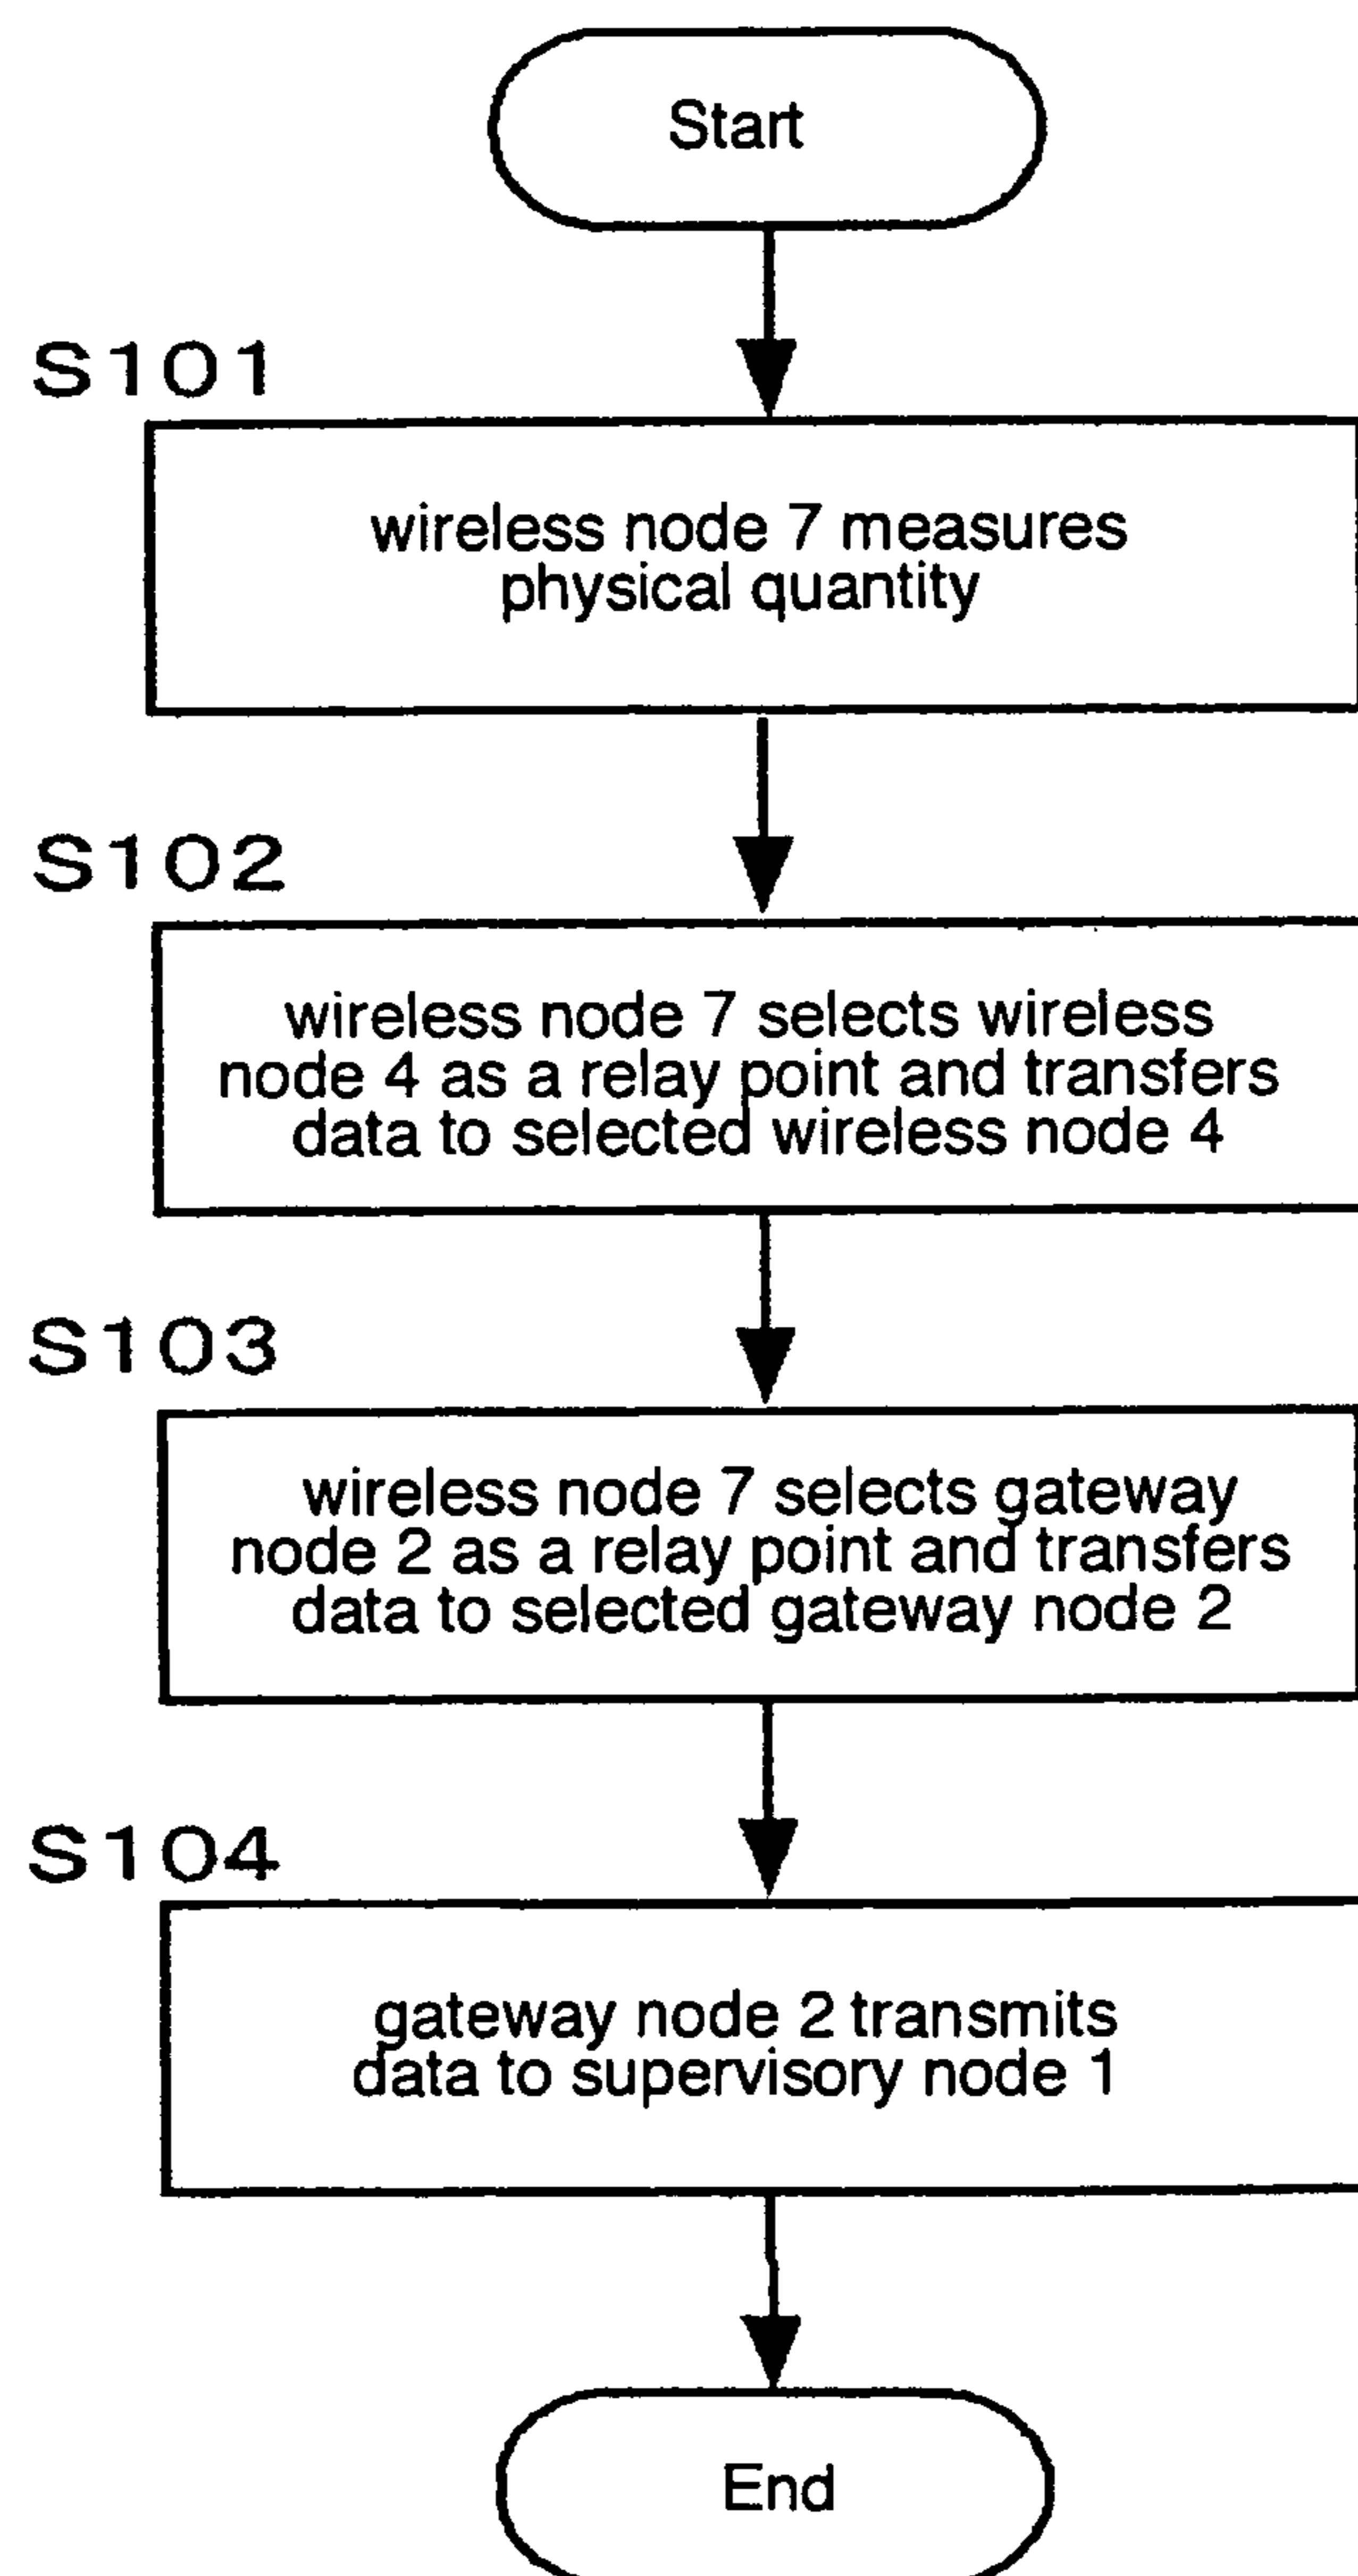 Start
S101
wireless node 7 measures
physical quantity
S102
wireless node 7 selects wireless
node 4 as a relay point and transfers
data to selected wireless node 4
S103
wireless node 7 selects gateway
node 2 as a relay point and transfers
data to selected gateway node 2
S104
gateway node 2 transmits
data to supervisory node 1
End